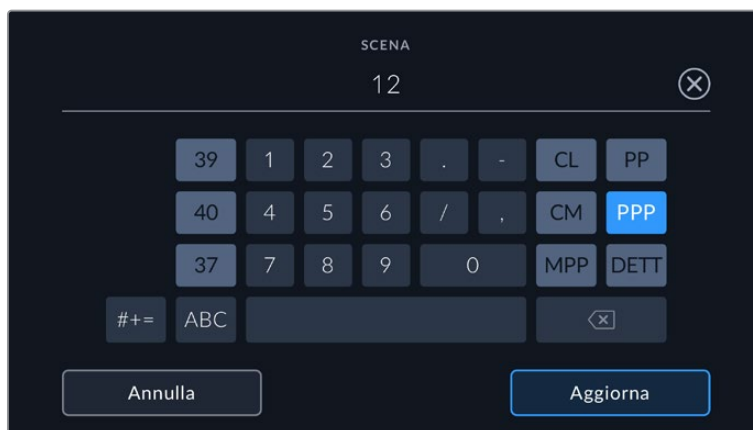 SCENA
12
39 1 2 3 . - CL PP
40 4 5 6 / , CM PPP
37 7 8 9 0 MPP DETT
#+= ABC
Annulla Aggiorna